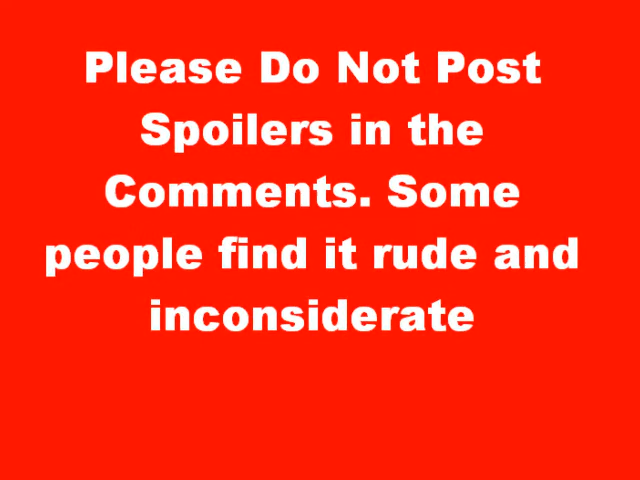 Please Do Not Post
Spoilers in the
Comments. Some
people find it rude and
inconsiderate